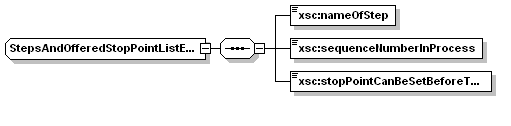 xsc:nameOfStep
StepsAndOfferedStopPointListE...
xsc:sequenceNumberInProcess
xsc:stopPointCanBeSetBeforeT...